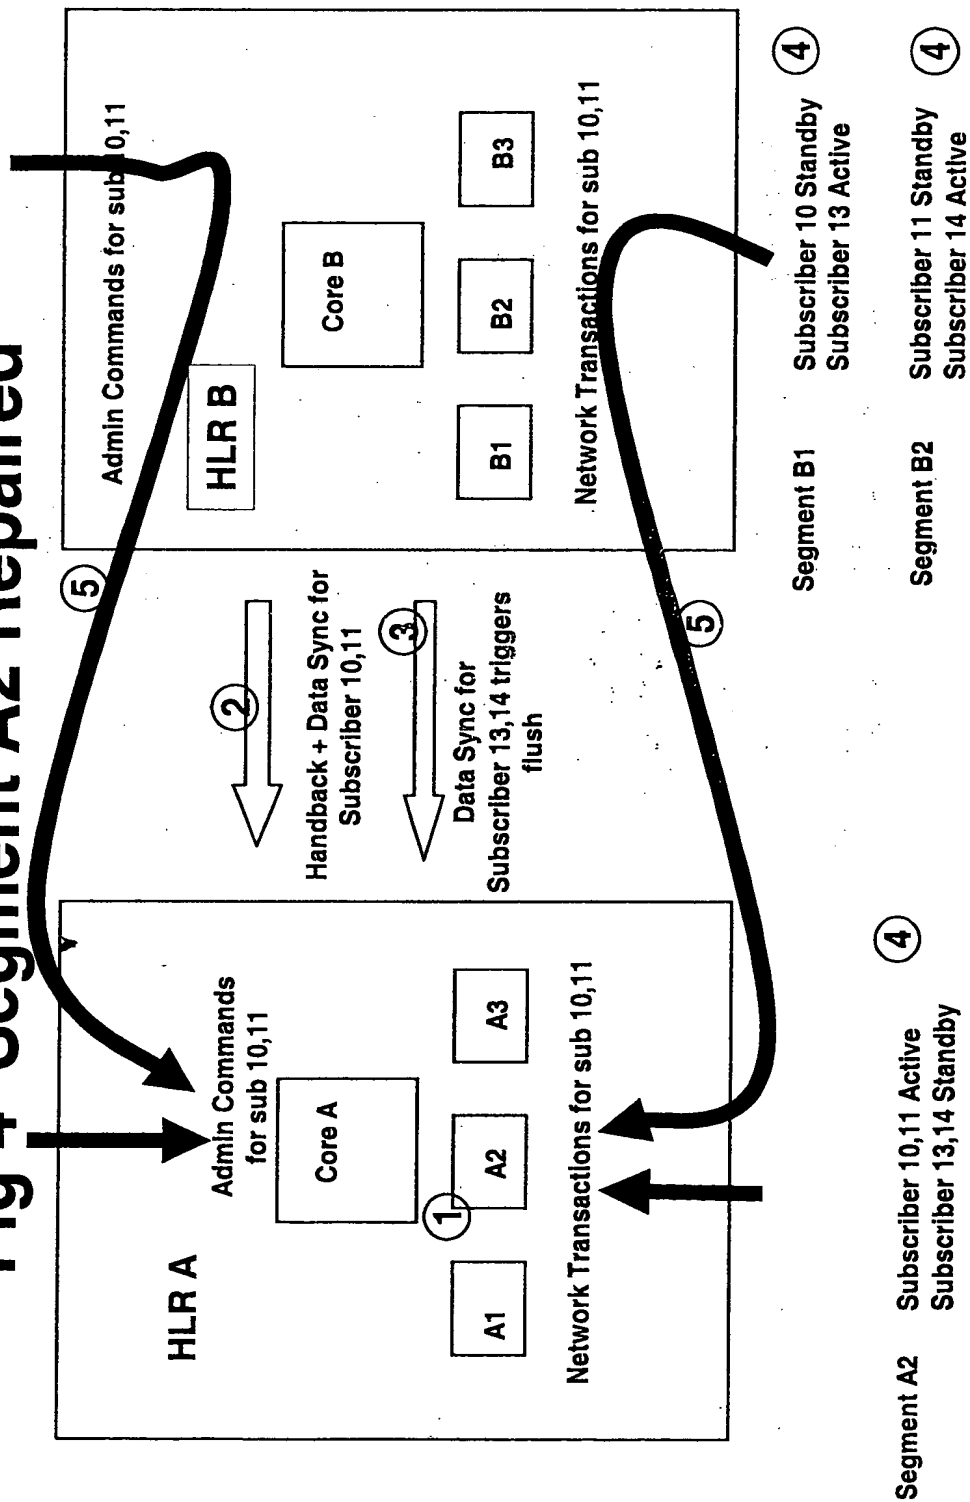 Fig 4 Segment A2 Repaired
HLR A
Admin Commands
for sub 10,11
Core A
1
A1
A2
A3
Network Transactions for sub 10,11
5
2
Handback + Data Sync for
Subscriber 10,11
3
Data Sync for
Subscriber 13,14 triggers
flush
5
Admin Commands for sub 10,11
HLR B
Core B
B1
B2
B3
Network Transactions for sub 10,11
Segment A2
Subscriber 10,11 Active
Subscriber 13,14 Standby
4
Segment B1
Subscriber 10 Standby
Subscriber 13 Active
4
Segment B2
Subscriber 11 Standby
Subscriber 14 Active
4